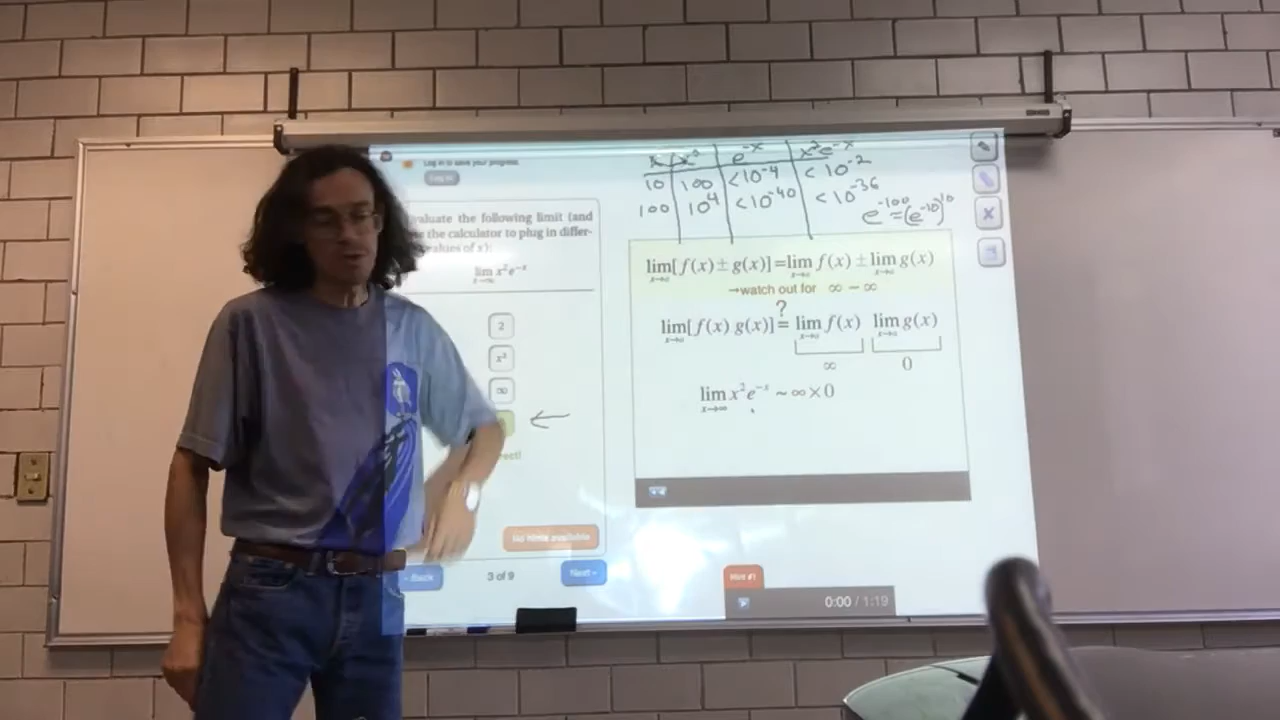 Log in to save your progress.
Log in
valuate the following limit (and
the calculator to plug in differ-
values of x):
lim x²e⁻ˣ
x→∞
2
x²
∞
No hints available
Back
3 of 9
Next
x x² e⁻ˣ x²e⁻ˣ
10 100 <10⁻⁴ <10⁻²
100 10⁴ <10⁻⁴⁰ <10⁻³⁶
e⁻¹⁰⁰=(e⁻¹⁰)¹⁰
lim[f(x)±g(x)]=lim f(x)±lim g(x)
x→a x→a x→a
→watch out for ∞ − ∞
?
lim[f(x) g(x)]=lim f(x) lim g(x)
x→a x→a x→a
∞ 0
lim x²e⁻ˣ ~ ∞×0
x→∞
Hint #1
0:00 / 1:19